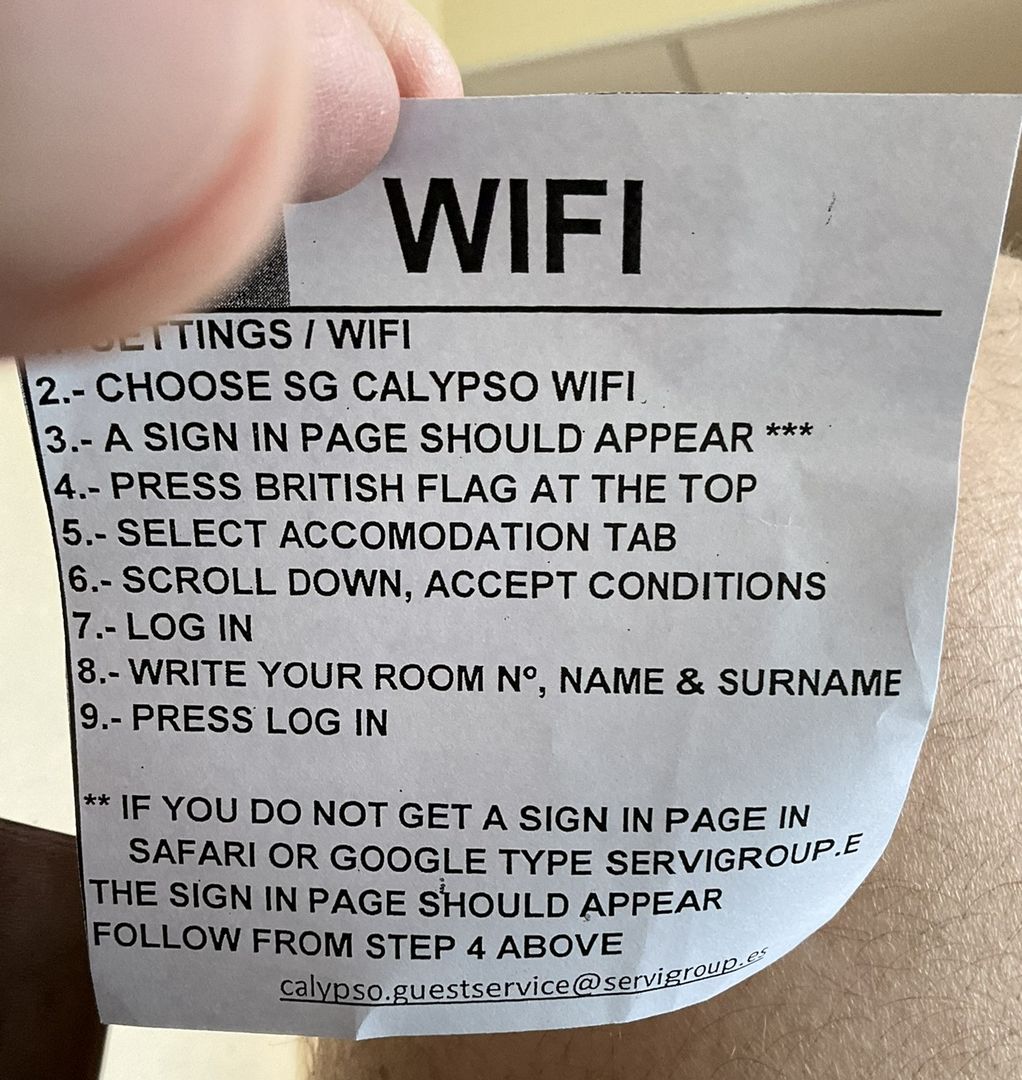 WIFI
SETTINGS / WIFI
2.- CHOOSE SG CALYPSO WIFI
3.- A SIGN IN PAGE SHOULD APPEAR ***
4.- PRESS BRITISH FLAG AT THE TOP
5.- SELECT ACCOMODATION TAB
6.- SCROLL DOWN, ACCEPT CONDITIONS
7.- LOG IN
8.- WRITE YOUR ROOM Nº, NAME & SURNAME
9.- PRESS LOG IN
** IF YOU DO NOT GET A SIGN IN PAGE IN
SAFARI OR GOOGLE TYPE SERVIGROUP.E
THE SIGN IN PAGE SHOULD APPEAR
FOLLOW FROM STEP 4 ABOVE
calypso.guestservice@servigroup.es